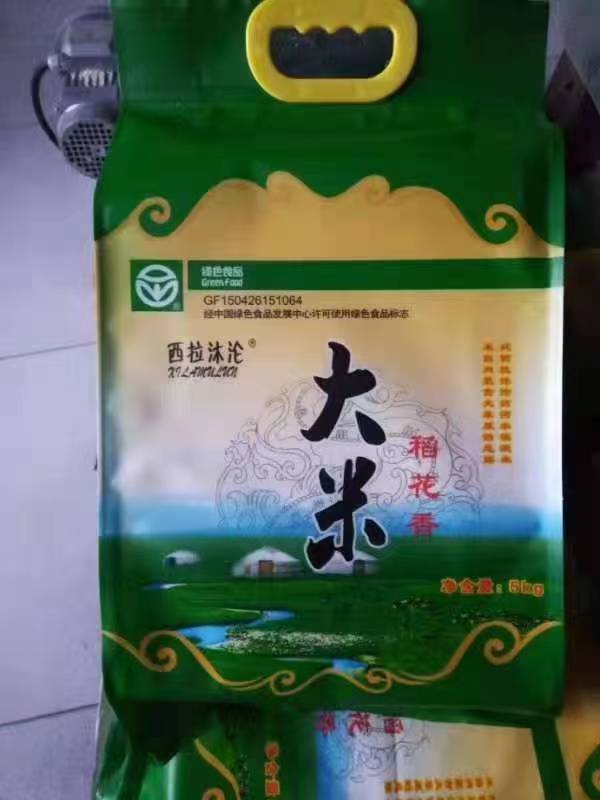 绿色食品
GreenFood
GF150426151064
经中国绿色食品发展中心许可使用绿色食品标志
西拉沐沦®
XILAMULUN
大米
稻花香
净含量：5kg